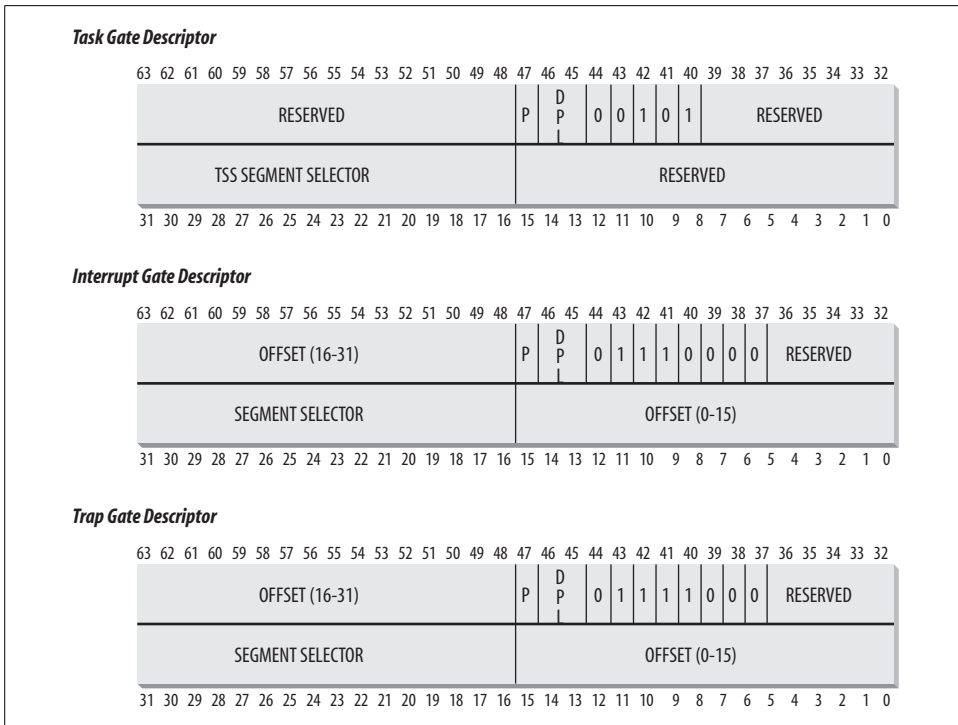 Task Gate Descriptor
63 62 61 60 59 58 57 56 55 54 53 52 51 50 49 48 47 46 45 44 43 42 41 40 39 38 37 36 35 34 33 32
RESERVED P DPL 0 0 1 0 1 RESERVED
TSS SEGMENT SELECTOR RESERVED
31 30 29 28 27 26 25 24 23 22 21 20 19 18 17 16 15 14 13 12 11 10 9 8 7 6 5 4 3 2 1 0
Interrupt Gate Descriptor
63 62 61 60 59 58 57 56 55 54 53 52 51 50 49 48 47 46 45 44 43 42 41 40 39 38 37 36 35 34 33 32
OFFSET (16-31) P DPL 0 1 1 1 0 0 0 0 RESERVED
SEGMENT SELECTOR OFFSET (0-15)
31 30 29 28 27 26 25 24 23 22 21 20 19 18 17 16 15 14 13 12 11 10 9 8 7 6 5 4 3 2 1 0
Trap Gate Descriptor
63 62 61 60 59 58 57 56 55 54 53 52 51 50 49 48 47 46 45 44 43 42 41 40 39 38 37 36 35 34 33 32
OFFSET (16-31) P DPL 0 1 1 1 1 0 0 0 RESERVED
SEGMENT SELECTOR OFFSET (0-15)
31 30 29 28 27 26 25 24 23 22 21 20 19 18 17 16 15 14 13 12 11 10 9 8 7 6 5 4 3 2 1 0